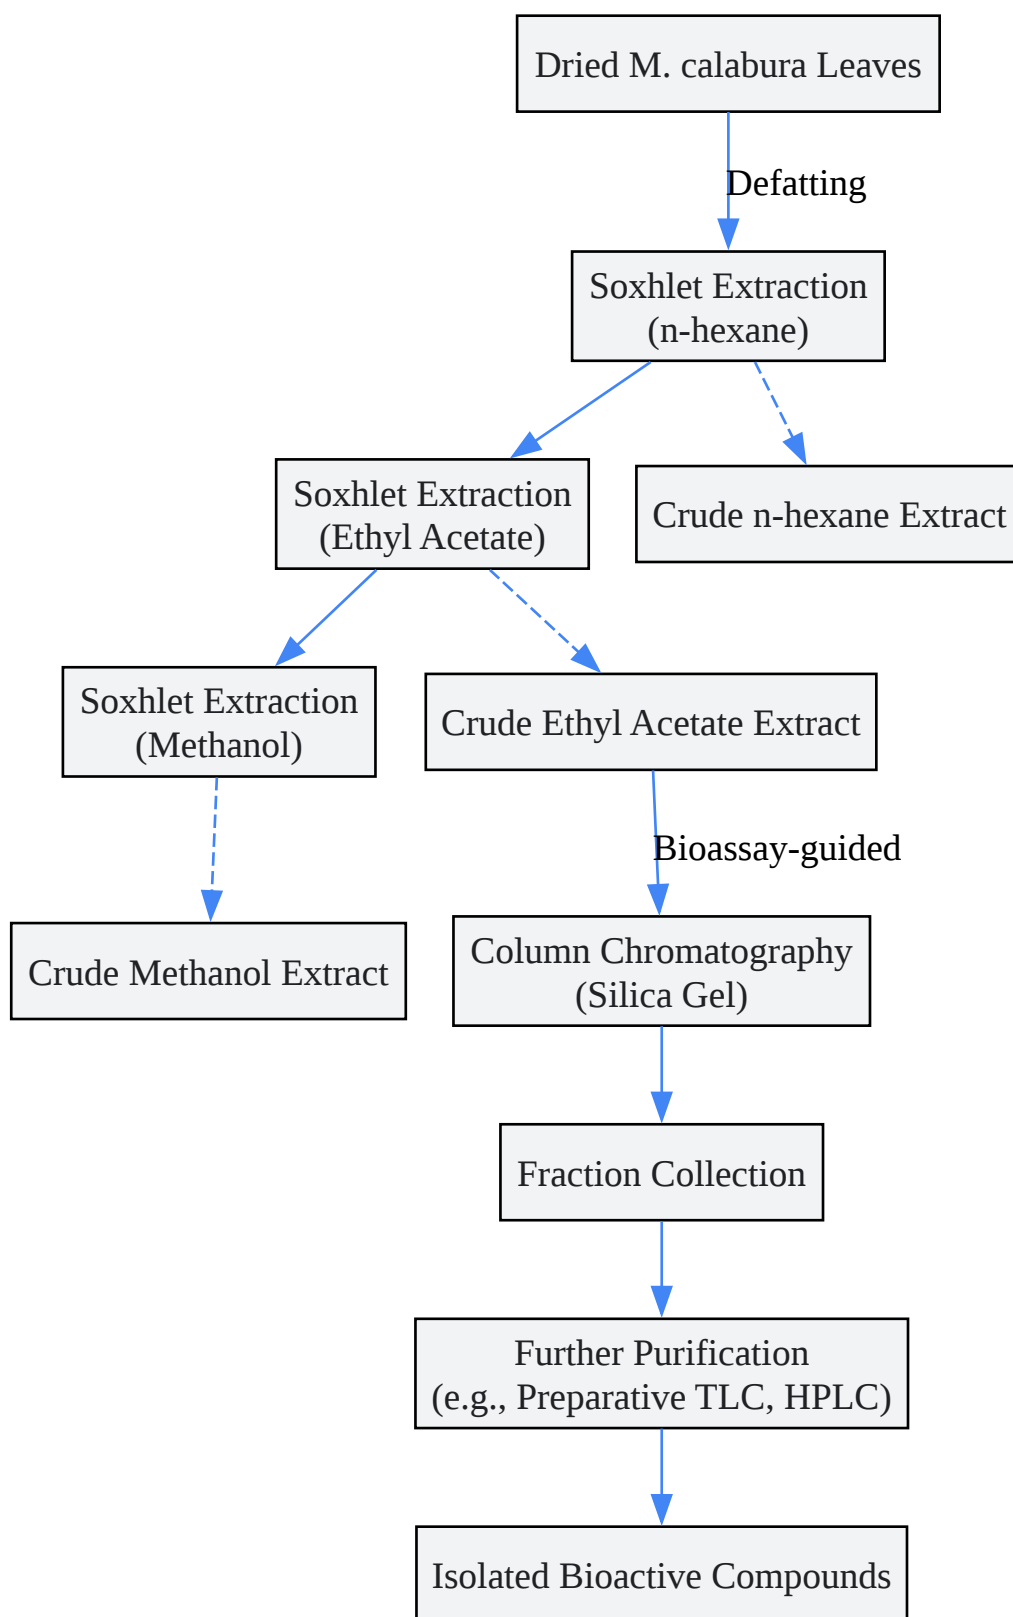 Dried M. calabura Leaves
Defatting
Soxhlet Extraction
(n-hexane)
Soxhlet Extraction
(Ethyl Acetate)
Crude n-hexane Extract
Soxhlet Extraction
(Methanol)
Crude Ethyl Acetate Extract
Bioassay-guided
Crude Methanol Extract
Column Chromatography
(Silica Gel)
Fraction Collection
Further Purification
(e.g., Preparative TLC, HPLC)
Isolated Bioactive Compounds